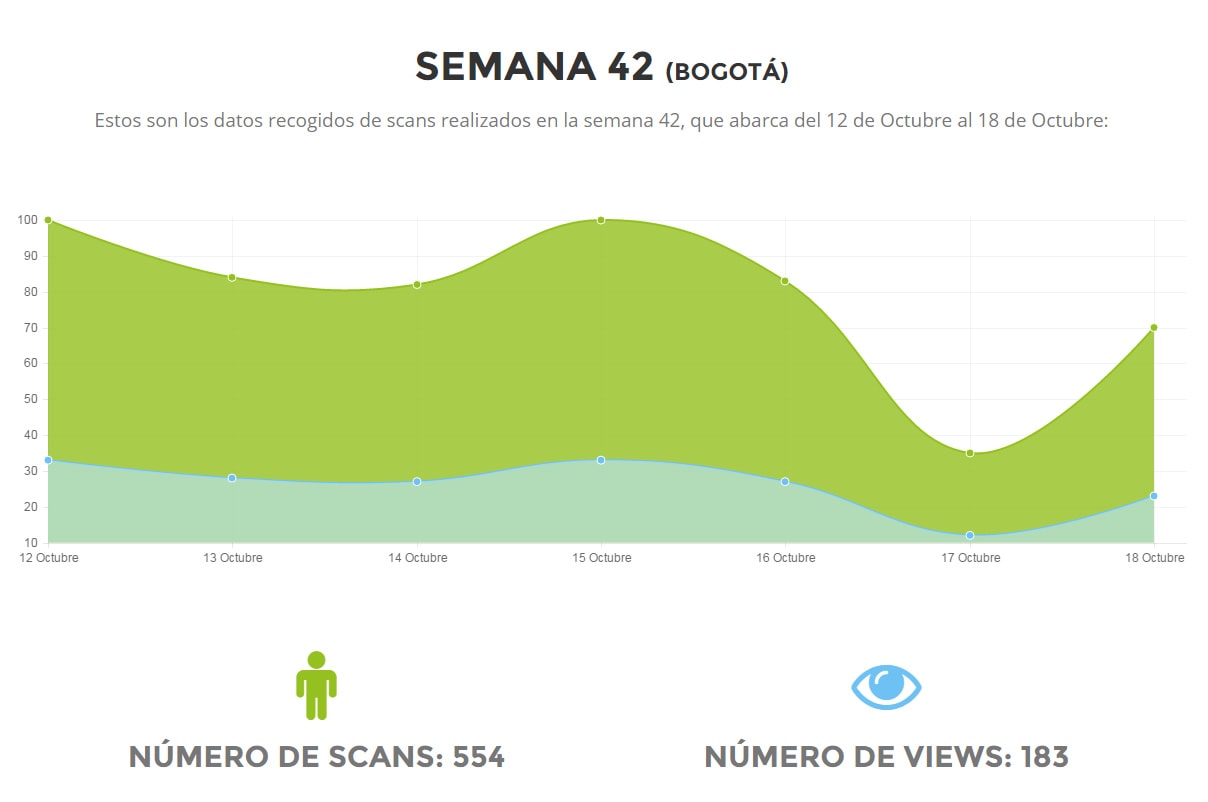 SEMANA 42 (BOGOTÁ)
Estos son los datos recogidos de scans realizados en la semana 42, que abarca del 12 de Octubre al 18 de Octubre:
100
90
80
70
60
50
40
30
20
10
12 Octubre 13 Octubre 14 Octubre 15 Octubre 16 Octubre 17 Octubre 18 Octubre
NÚMERO DE SCANS: 554 NÚMERO DE VIEWS: 183